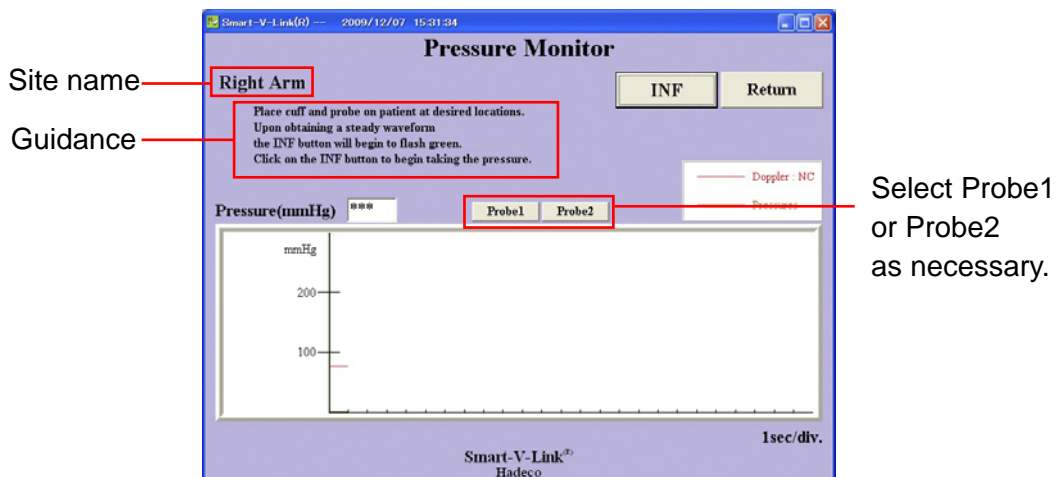 Smart-V-Link(R) --   2009/12/07  15:31:34
Pressure Monitor
Site name
Right Arm
INF
Return
Guidance
Place cuff and probe on patient at desired locations.
Upon obtaining a steady waveform
the INF button will begin to flash green.
Click on the INF button to begin taking the pressure.
Doppler : NC
Pressures
Select Probe1
or Probe2
as necessary.
Pressure(mmHg)
***
Probe1
Probe2
mmHg
200
100
1sec/div.
Smart-V-Link(R)
Hadeco